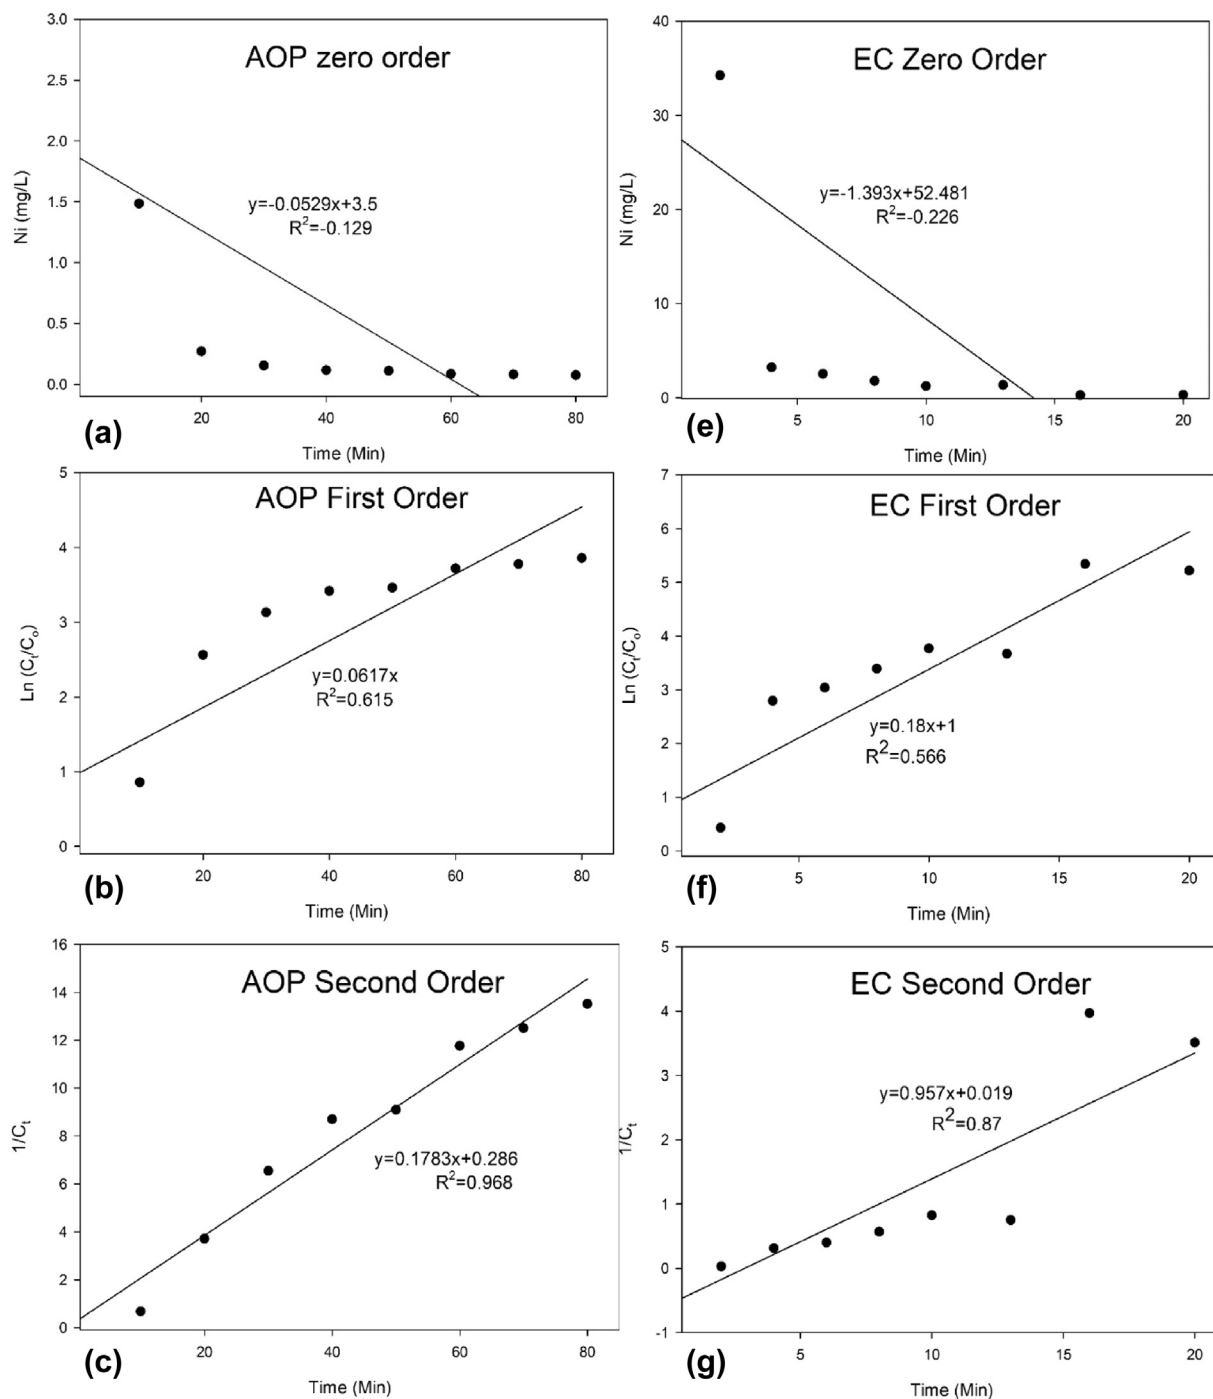 AOP zero order
3.0
2.5
2.0
1.5
1.0
0.5
0.0
Ni (mg/L)
y=-0.0529x+3.5
R²=-0.129
20
40
60
80
(a)
Time (Min)
EC Zero Order
40
30
20
10
0
Ni (mg/L)
y=-1.393x+52.481
R²=-0.226
5
10
15
20
(e)
Time (Min)
AOP First Order
5
4
3
2
1
0
Ln (Cₜ/Cₒ)
y=0.0617x
R²=0.615
20
40
60
80
(b)
Time (Min)
EC First Order
7
6
5
4
3
2
1
0
Ln (Cₜ/Cₒ)
y=0.18x+1
R²=0.566
5
10
15
20
(f)
Time (Min)
AOP Second Order
16
14
12
10
8
6
4
2
0
1/Cₜ
y=0.1783x+0.286
R²=0.968
20
40
60
80
(c)
Time (Min)
EC Second Order
5
4
3
2
1
0
-1
1/Cₜ
y=0.957x+0.019
R²=0.87
5
10
15
20
(g)
Time (Min)